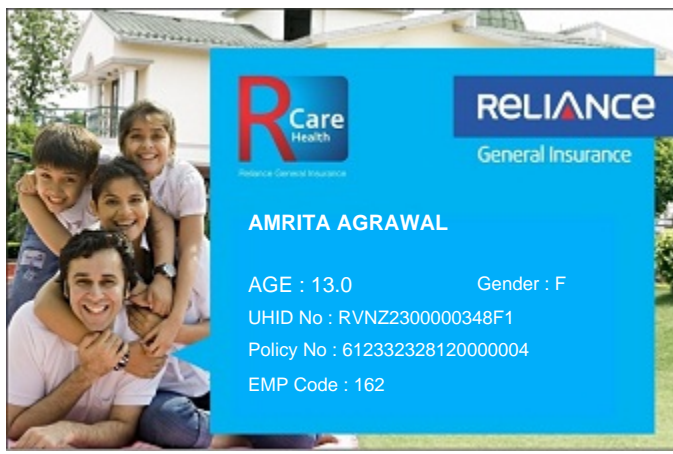 R Care
Health
Reliance General Insurance
RELIANCE
General Insurance
AMRITA AGRAWAL
AGE : 13.0 Gender : F
UHID No : RVNZ2300000348F1
Policy No : 612332328120000004
EMP Code : 162